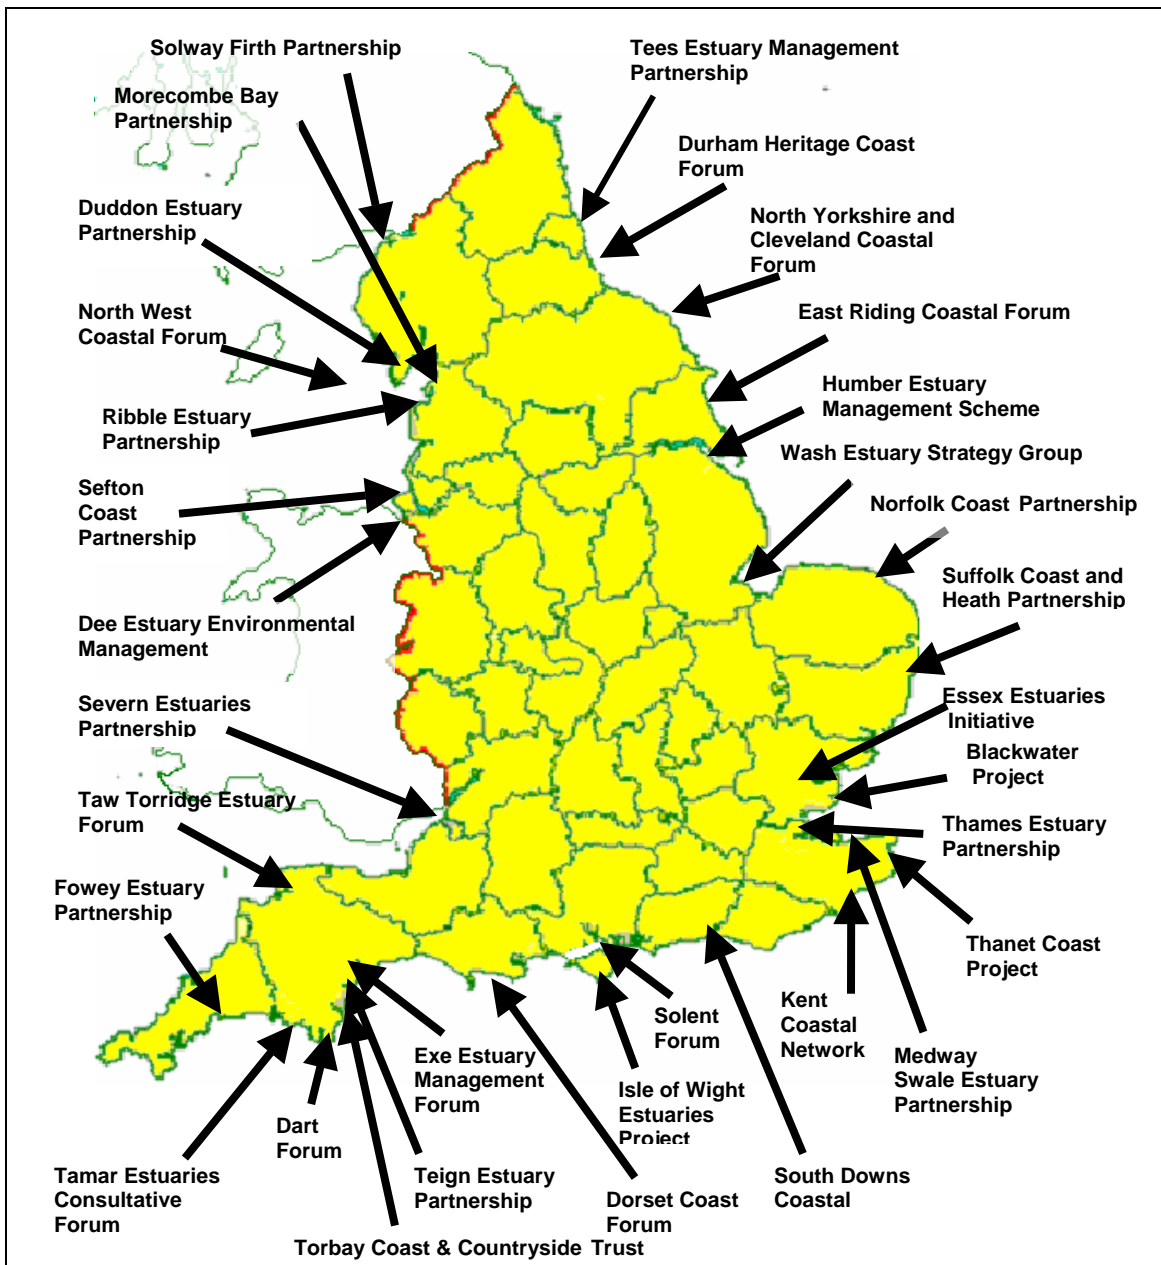 Solway Firth Partnership
Tees Estuary Management
Partnership
Morecombe Bay
Partnership
Durham Heritage Coast
Forum
Duddon Estuary
Partnership
North Yorkshire and
Cleveland Coastal
Forum
North West
Coastal Forum
East Riding Coastal Forum
Humber Estuary
Management Scheme
Ribble Estuary
Partnership
Wash Estuary Strategy Group
Sefton
Coast
Partnership
Norfolk Coast Partnership
Suffolk Coast and
Heath Partnership
Dee Estuary Environmental
Management
Severn Estuaries
Partnership
Essex Estuaries
Initiative
Blackwater
Project
Taw Torridge Estuary
Forum
Thames Estuary
Partnership
Fowey Estuary
Partnership
Thanet Coast
Project
Kent
Coastal
Network
Solent
Forum
Medway
Swale Estuary
Partnership
Exe Estuary
Management
Forum
Isle of Wight
Estuaries
Project
Dart
Forum
Tamar Estuaries
Consultative
Forum
Teign Estuary
Partnership
Dorset Coast
Forum
South Downs
Coastal
Torbay Coast & Countryside Trust